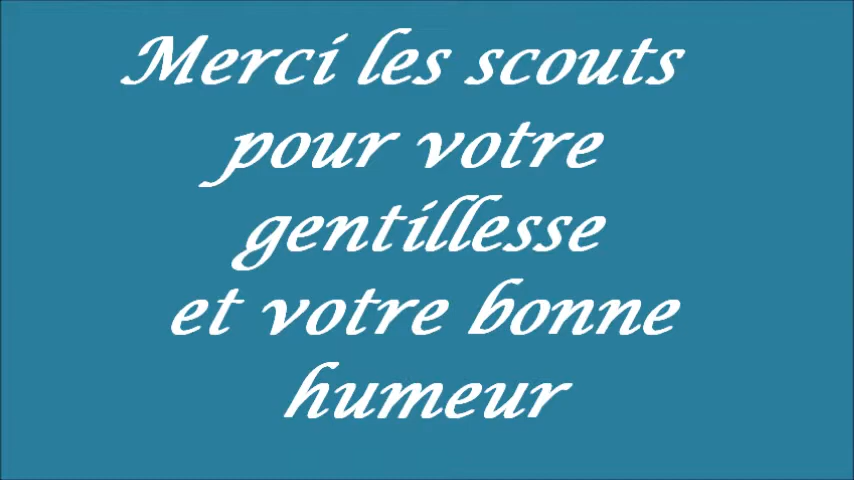 Merci les scouts
pour votre
gentillesse
et votre bonne
humeur